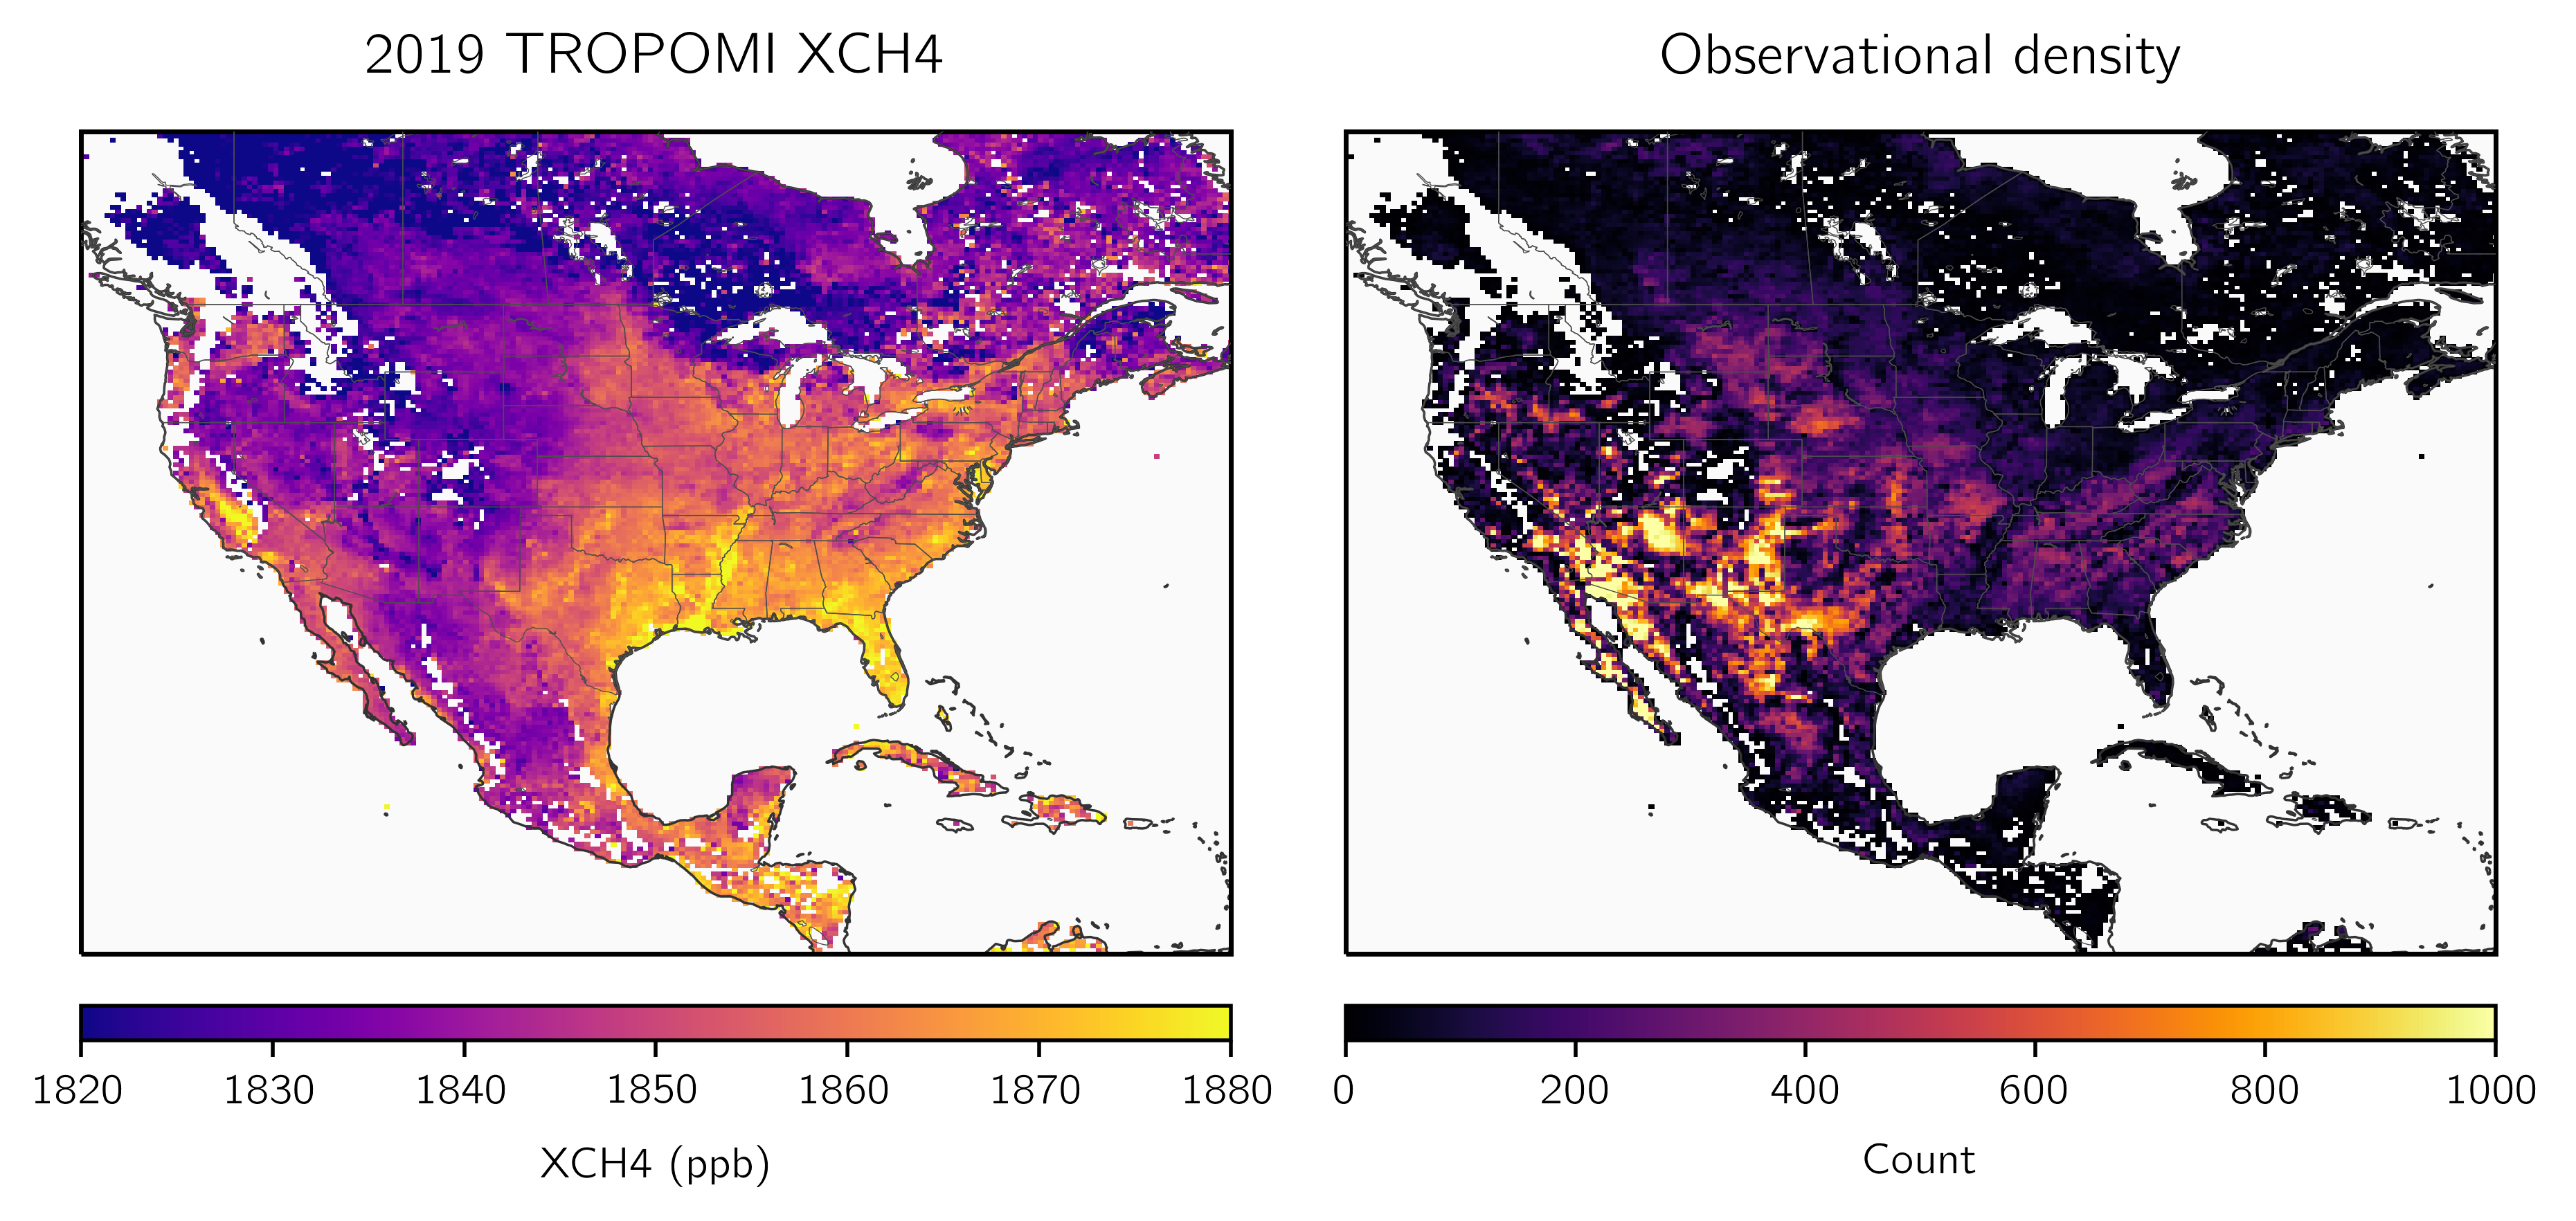 2019 TROPOMI XCH4
Observational density
1820 1830 1840 1850 1860 1870 1880
XCH4 (ppb)
0 200 400 600 800 1000
Count